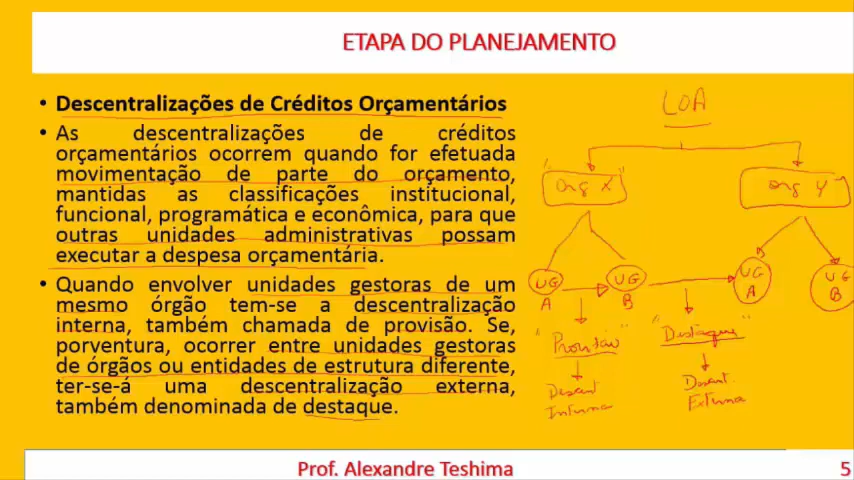 ETAPA DO PLANEJAMENTO
• Descentralizações de Créditos Orçamentários
• As descentralizações de créditos
orçamentários ocorrem quando for efetuada
movimentação de parte do orçamento,
mantidas as classificações institucional,
funcional, programática e econômica, para que
outras unidades administrativas possam
executar a despesa orçamentária.
• Quando envolver unidades gestoras de um
mesmo órgão tem-se a descentralização
interna, também chamada de provisão. Se,
porventura, ocorrer entre unidades gestoras
de órgãos ou entidades de estrutura diferente,
ter-se-á uma descentralização externa,
também denominada de destaque.
LOA
"Org X"
Org Y
UG
A
UG
B
UG
A
UG
B
"Provisão"
"Destaque"
Descent
Interna
Descent.
Externa
Prof. Alexandre Teshima
5